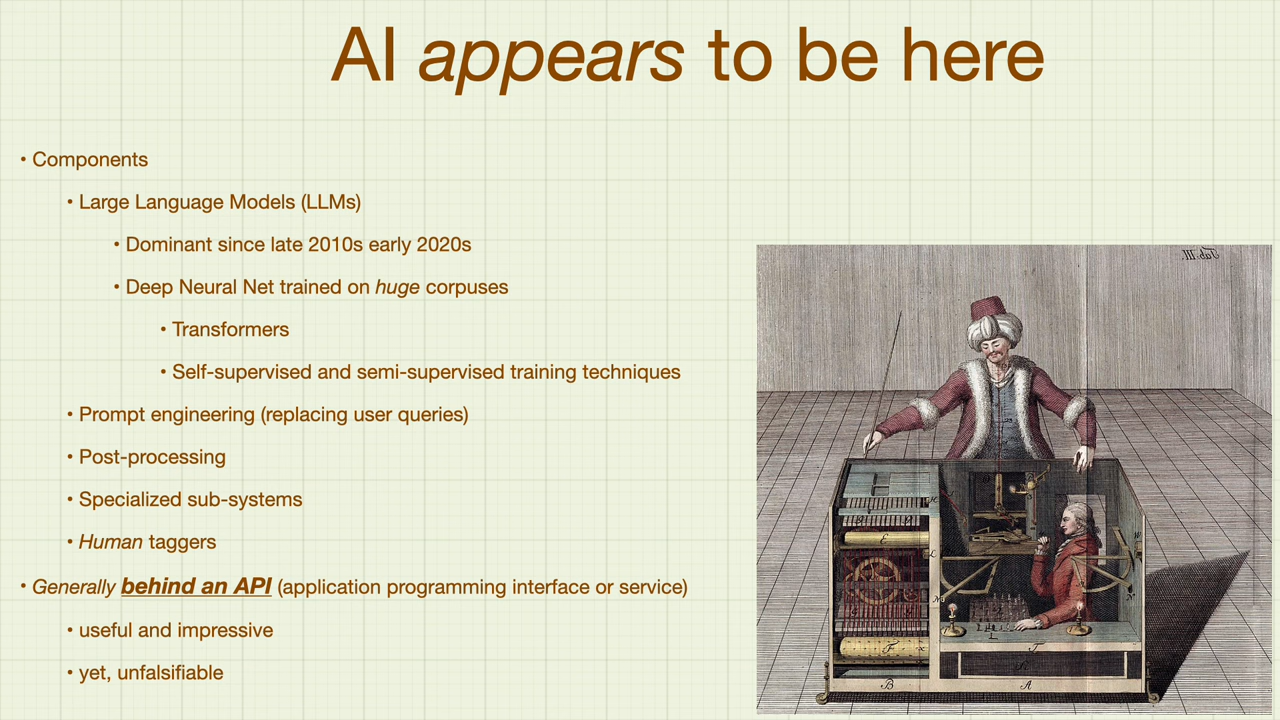 AI appears to be here
• Components
• Large Language Models (LLMs)
• Dominant since late 2010s early 2020s
• Deep Neural Net trained on huge corpuses
• Transformers
• Self-supervised and semi-supervised training techniques
• Prompt engineering (replacing user queries)
• Post-processing
• Specialized sub-systems
• Human taggers
• Generally behind an API (application programming interface or service)
• useful and impressive
• yet, unfalsifiable
Tab. III.
E
F
B
A